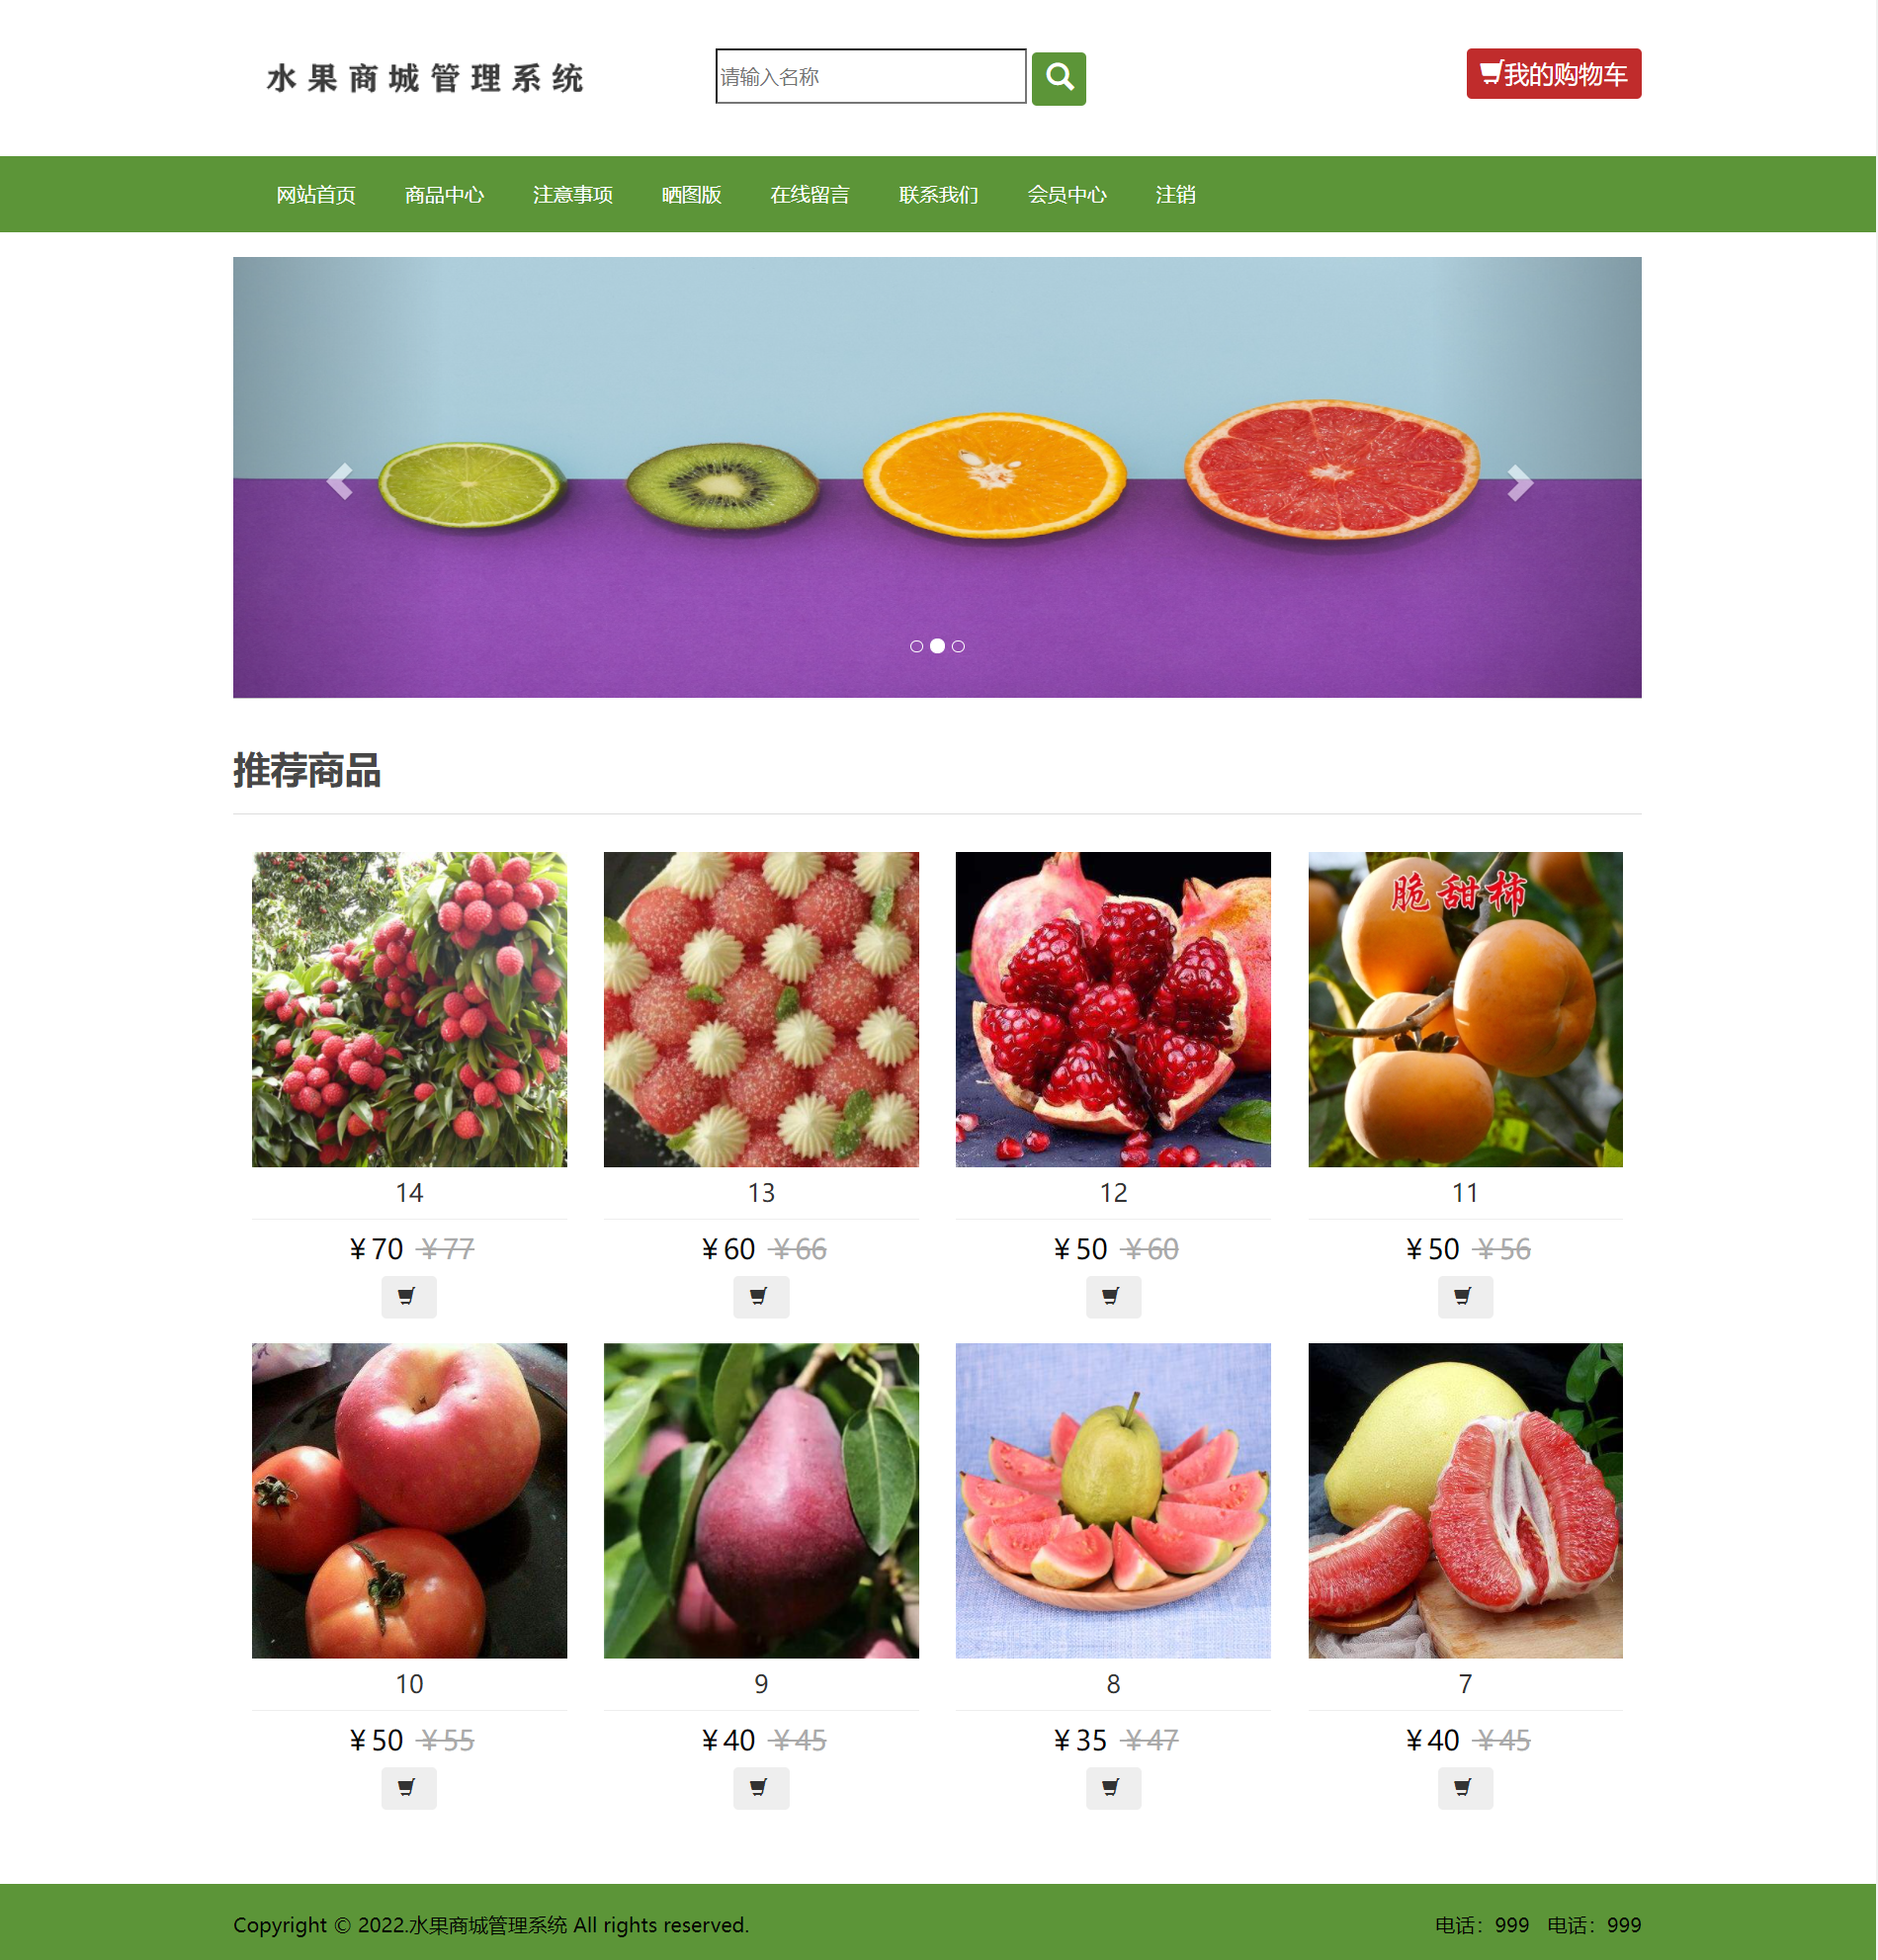 水果商城管理系统
请输入名称
我的购物车
网站首页 商品中心 注意事项 晒图版 在线留言 联系我们 会员中心 注销
推荐商品
脆甜柿
14 13 12 11
¥70 ¥77 ¥60 ¥66 ¥50 ¥60 ¥50 ¥56
10 9 8 7
¥50 ¥55 ¥40 ¥45 ¥35 ¥47 ¥40 ¥45
Copyright © 2022.水果商城管理系统 All rights reserved. 电话：999 电话：999